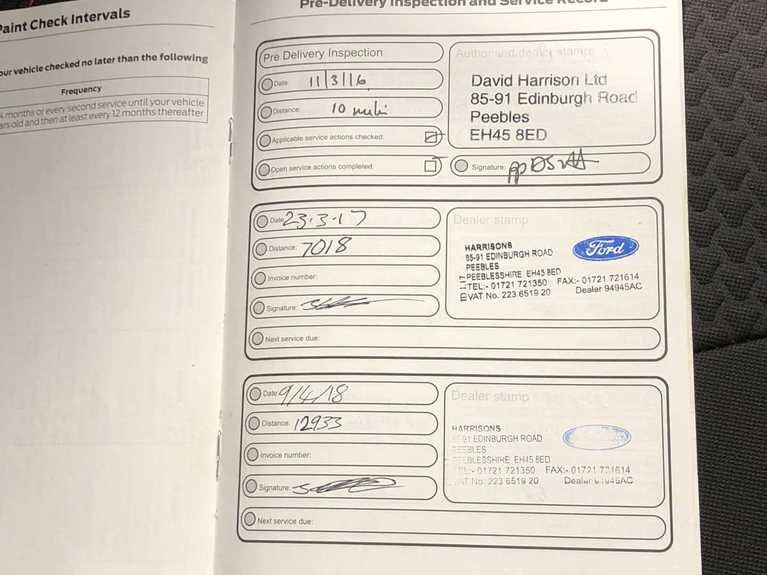 Paint Check Intervals
our vehicle checked no later than the following
Frequency
months or every second service until your vehicle
ars old and then at least every 12 months thereafter
Pre-Delivery Inspection and Service Record
Pre Delivery Inspection
Date: 11/3/16
Distance: 10
Applicable service actions checked:
Open service actions completed:
Authorised dealer stamp
David Harrison Ltd
85-91 Edinburgh Road
Peebles
EH45 8ED
Signature:
Date: 23.3.17
Distance: 7018
Invoice number:
Signature:
Next service due:
Dealer stamp
HARRISONS
85-91 EDINBURGH ROAD
PEEBLES
PEEBLESSHIRE EH45 8ED
TEL:- 01721 721350 FAX:- 01721 721614
VAT No. 223 6519 20 Dealer 94945AC
Ford
Date: 9/4/18
Distance: 12933
Invoice number:
Signature:
Next service due:
Dealer stamp
HARRISONS
91 EDINBURGH ROAD
EEBLES
EEBLESSHIRE EH45 8ED
TEL:- 01721 721350 FAX:- 01721 721614
VAT No: 223 6519 20 Dealer 94945AC